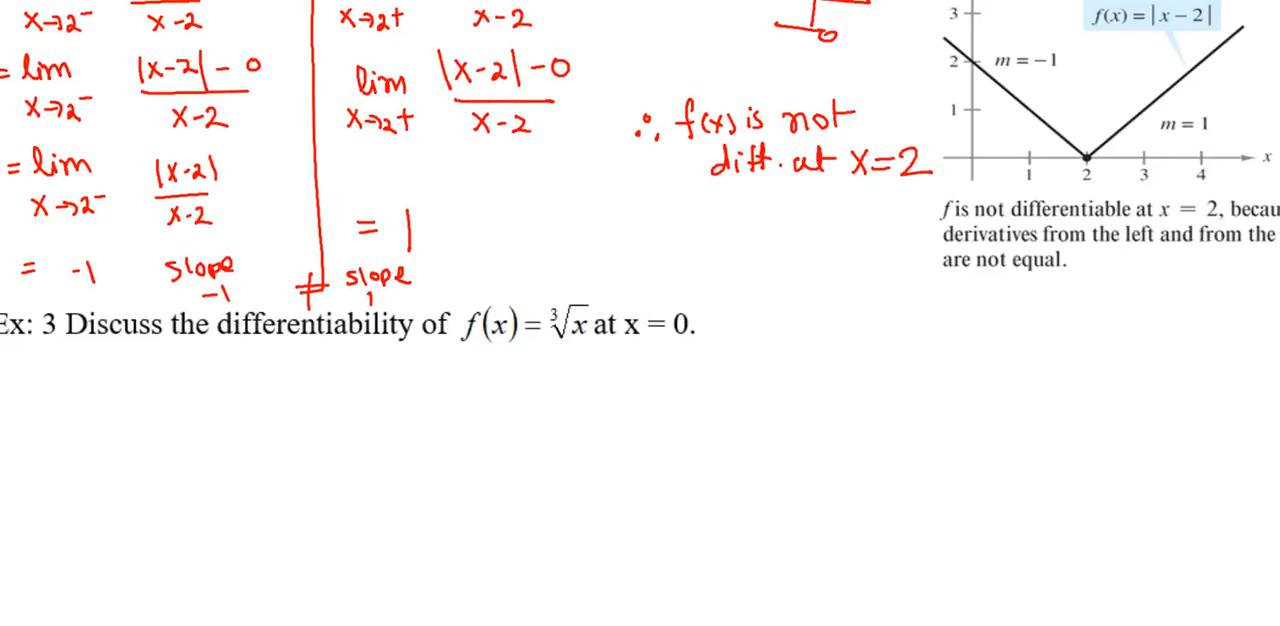 x→2⁻ x-2
= lim |x-2| - 0
x→2⁻ x-2
= lim |x-2|
x→2⁻ x-2
= -1 slope
-1
x→2+ x-2
lim |x-2| - 0
x→2+ x-2
= 1
≠ slope
1
∴ f(x) is not
diff. at x=2
3
f(x) = |x − 2|
2 m = −1
1
m = 1
x
1 2 3 4
f is not differentiable at x = 2, becau
derivatives from the left and from the
are not equal.
Ex: 3 Discuss the differentiability of f(x) = ∛x at x = 0.